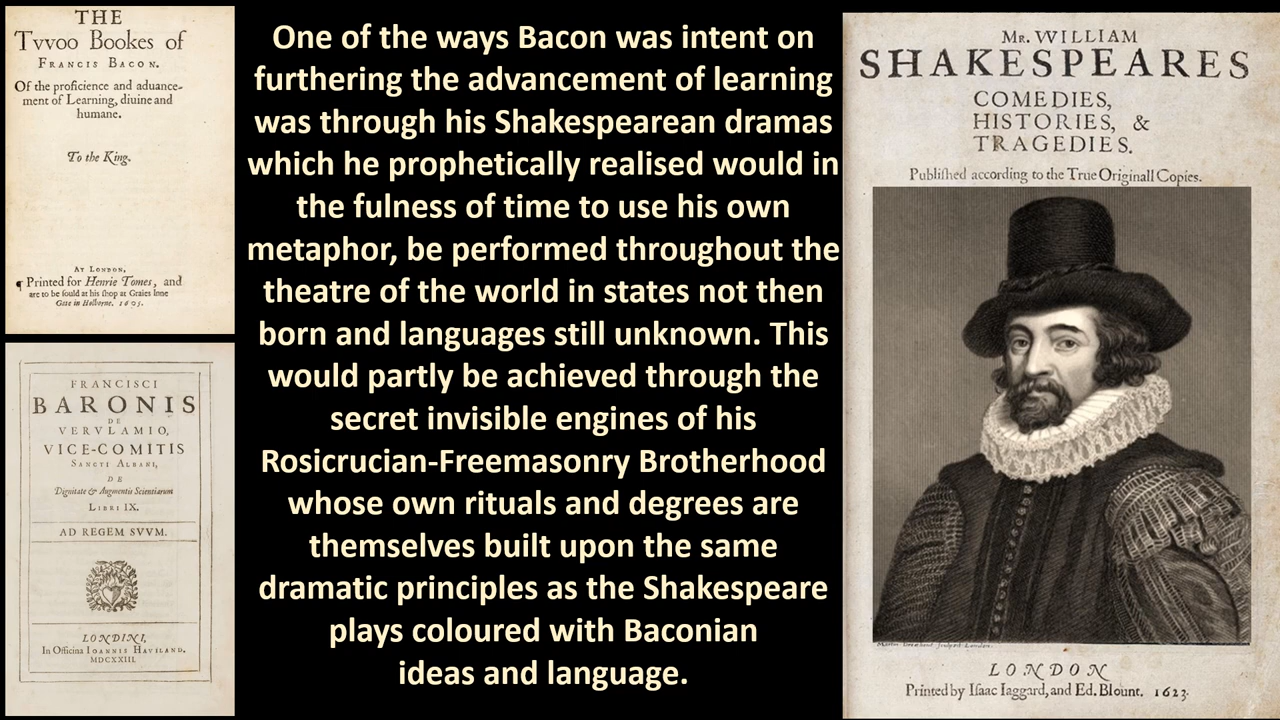 THE
Tvvoo Bookes of
FRANCIS BACON.
Of the proficience and aduance-
ment of Learning, diuine and
humane.
To the King.
AT LONDON,
¶ Printed for Henrie Tomes, and
are to be sould at his shop at Graies Inne
Gate in Holborne. 1605.
FRANCISCI
BARONIS
DE
VERVLAMIO,
VICE-COMITIS
SANCTI ALBANI,
DE
Dignitate & Augmentis Scientiarum
LIBRI IX.
AD REGEM SVVM.
LONDINI,
In Officina IOANNIS HAVILAND.
MDCXXIII.
One of the ways Bacon was intent on
furthering the advancement of learning
was through his Shakespearean dramas
which he prophetically realised would in
the fulness of time to use his own
metaphor, be performed throughout the
theatre of the world in states not then
born and languages still unknown. This
would partly be achieved through the
secret invisible engines of his
Rosicrucian-Freemasonry Brotherhood
whose own rituals and degrees are
themselves built upon the same
dramatic principles as the Shakespeare
plays coloured with Baconian
ideas and language.
MR. WILLIAM
SHAKESPEARES
COMEDIES,
HISTORIES, &
TRAGEDIES.
Published according to the True Originall Copies.
Martin Droeshout sculpsit London.
LONDON
Printed by Isaac Iaggard, and Ed. Blount. 1623.